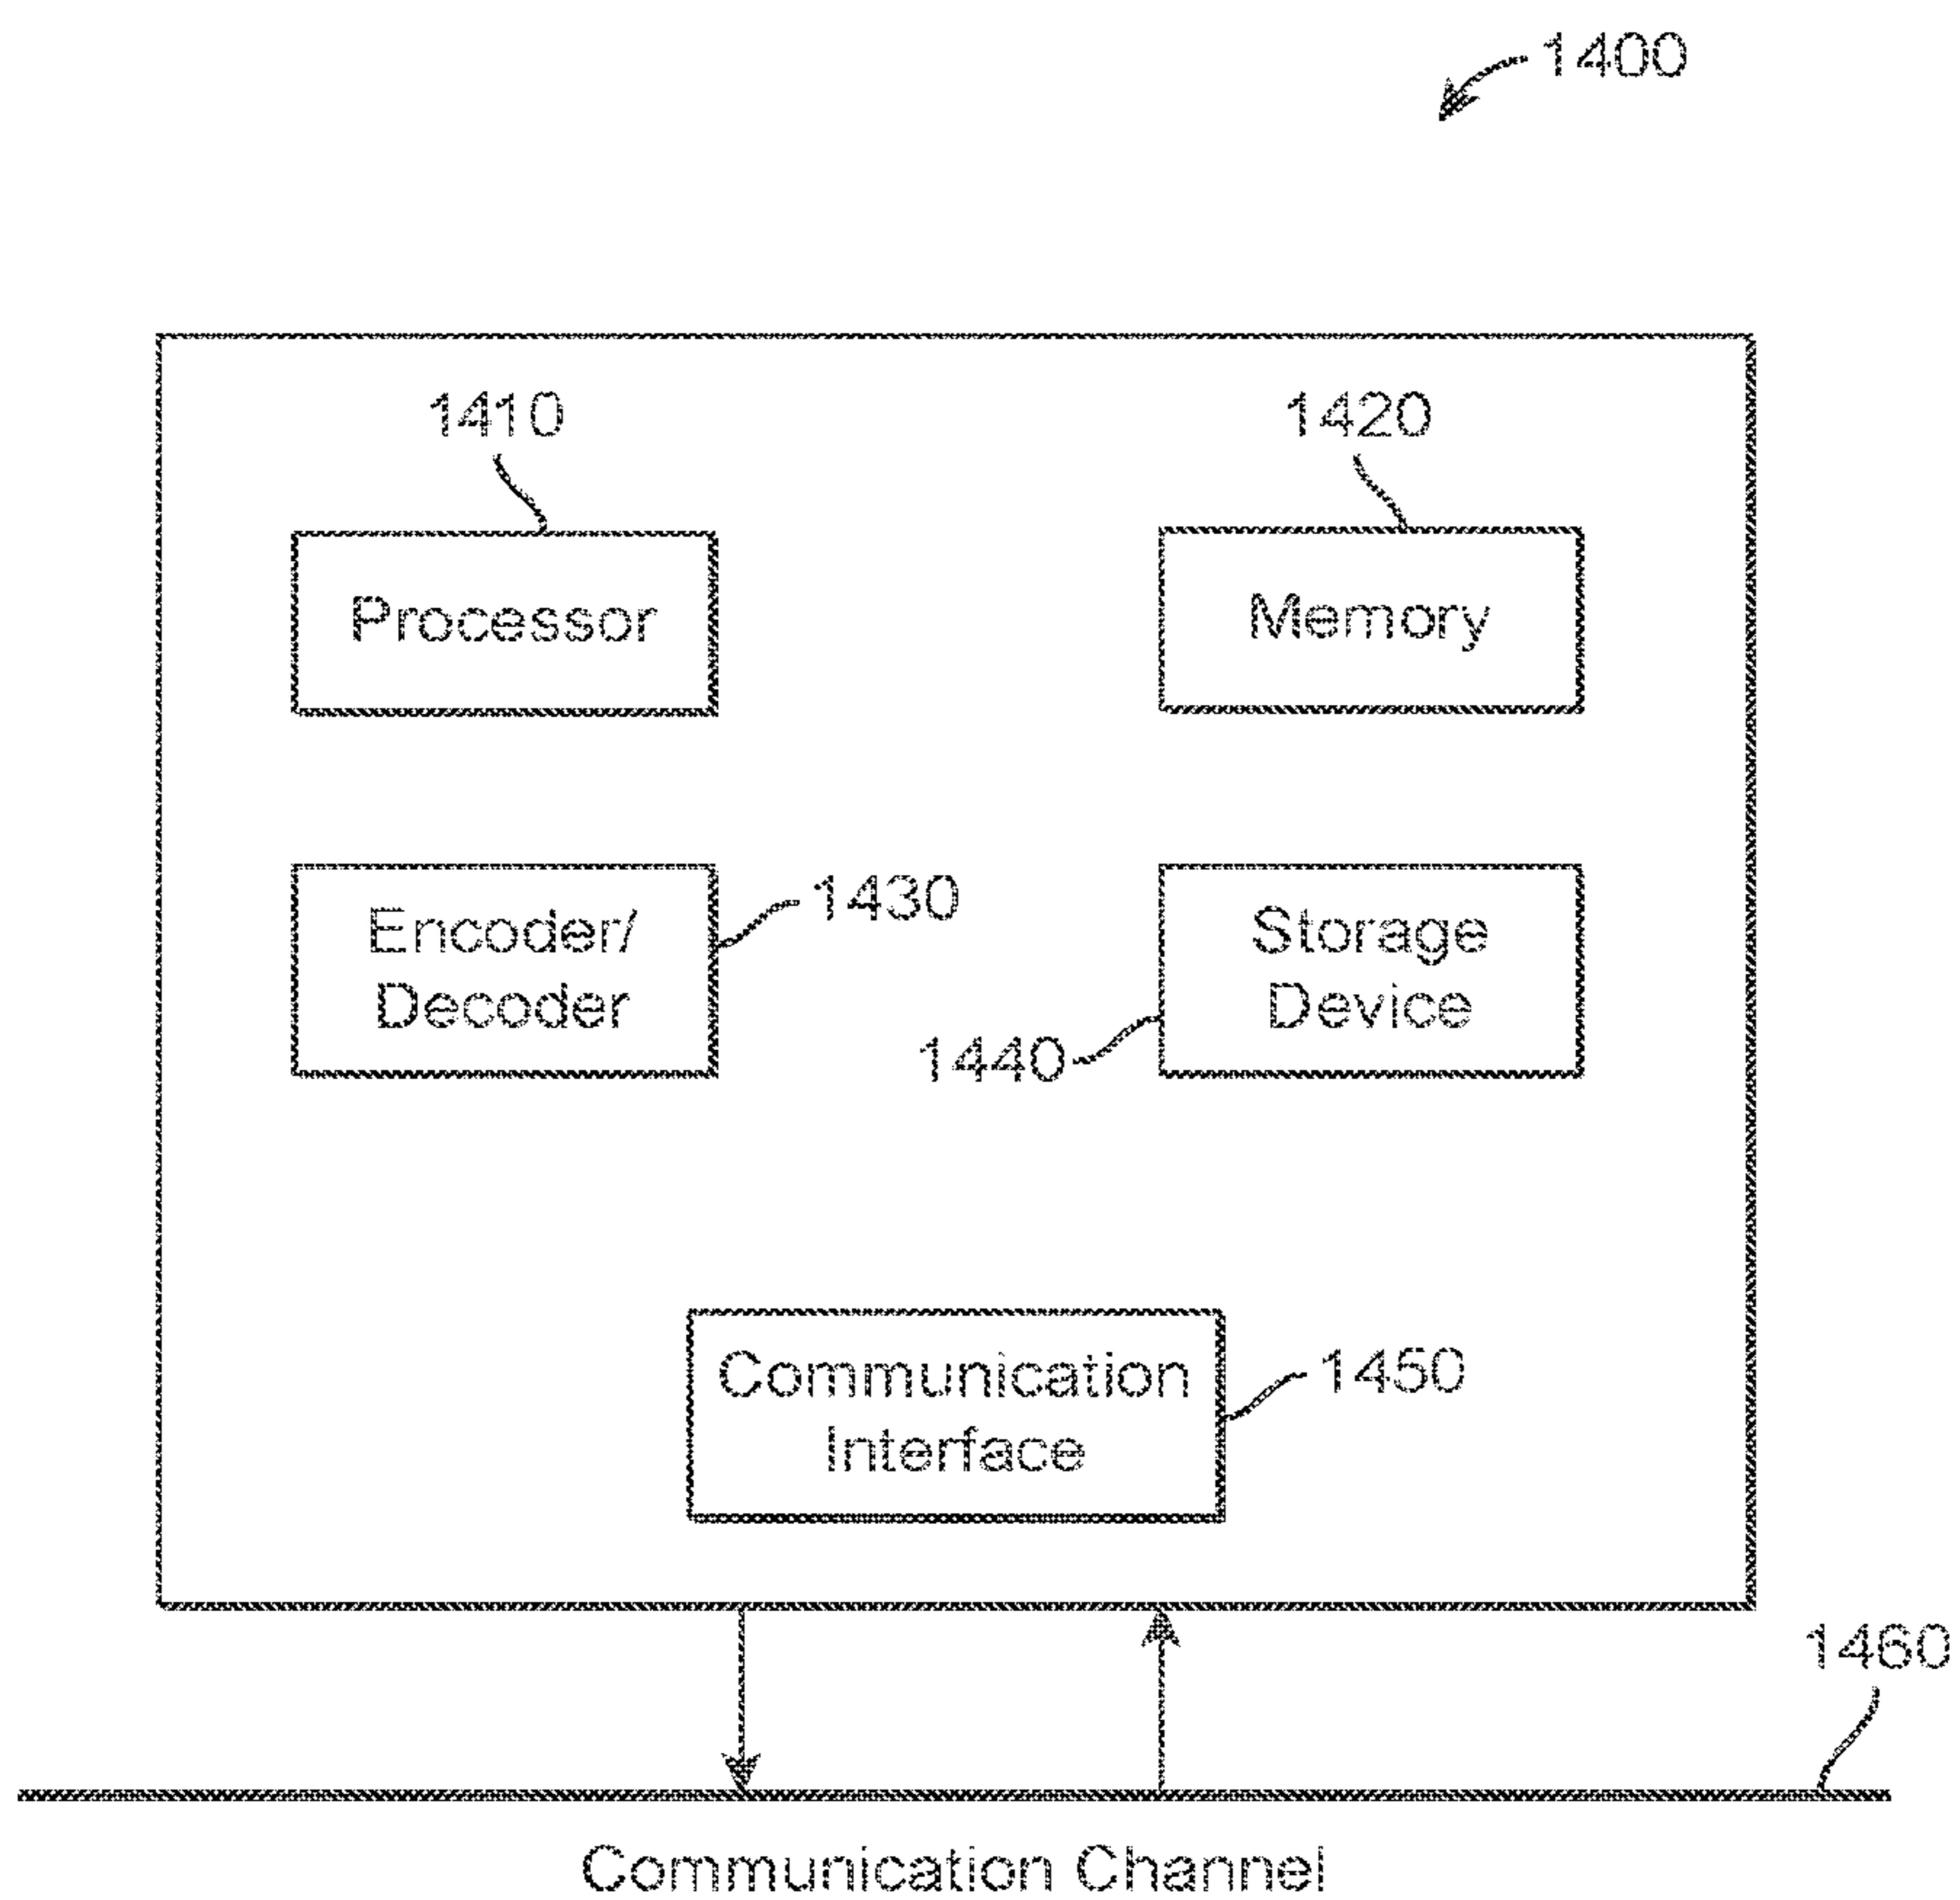 1400
1410
1420
Processor
Memory
Encoder/
Decoder
1430
Storage
Device
1440
Communication
Interface
1450
1460
Communication Channel